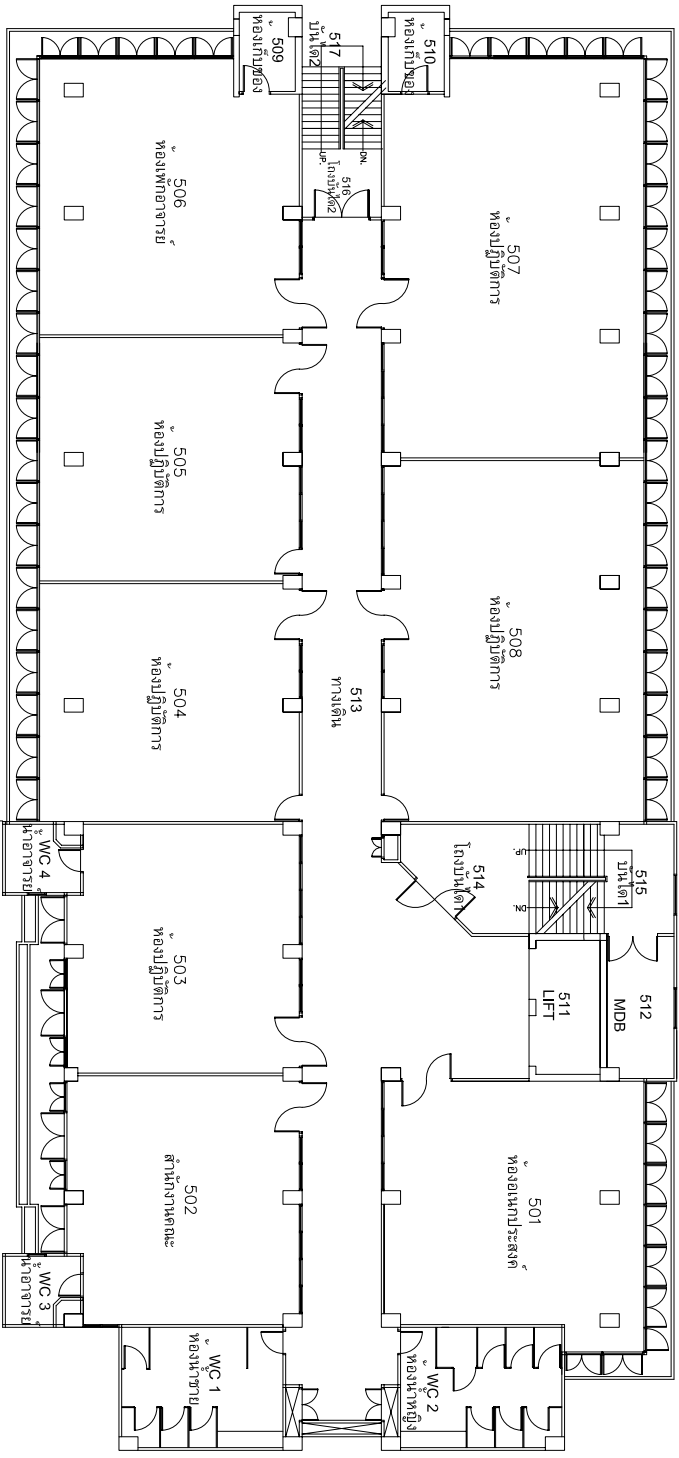 509
ห้องเก็บของ
517
บันได2
510
ห้องเก็บของ
UP.
DN.
516
โถงบันได2
506
ห้องพักอาจารย์
507
ห้องปฏิบัติการ
505
ห้องปฏิบัติการ
508
ห้องปฏิบัติการ
504
ห้องปฏิบัติการ
513
ทางเดิน
WC 4
น้ำอาจารย์
514
โถงบันได1
UP.
DN.
515
บันได1
503
ห้องปฏิบัติการ
511
LIFT
512
MDB
502
สำนักงานคณะ
501
ห้องอเนกประสงค์
WC 3
น้ำอาจารย์
WC 1
ห้องน้ำชาย
WC 2
ห้องน้ำหญิง